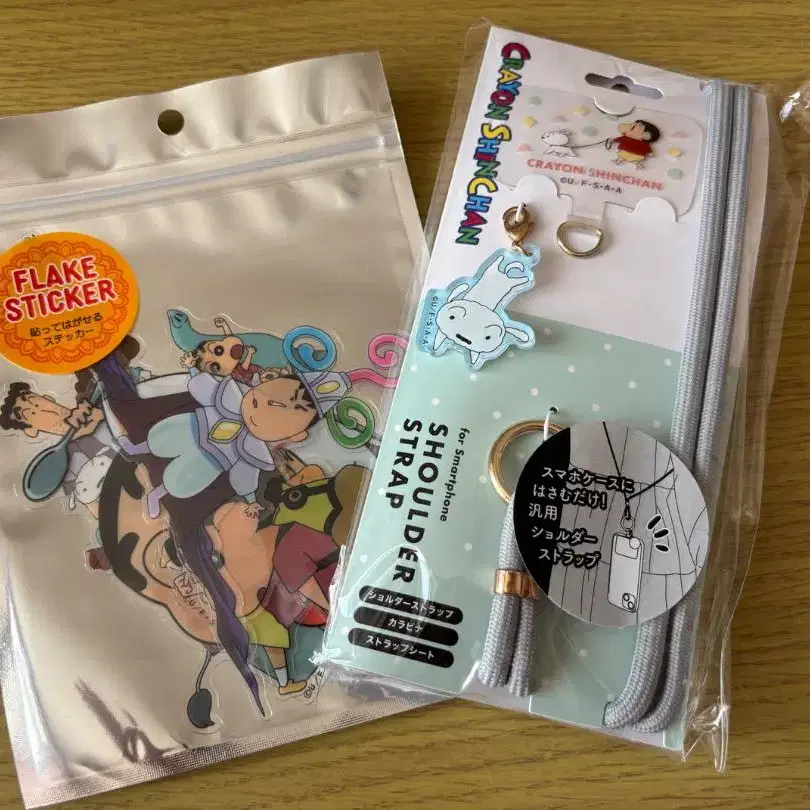 FLAKE
STICKER
貼ってはがせる
ステッカー
CRAYON SHINCHAN
CRAYON SHINCHAN
©U/F・S・A・A
©U/F・S・A・A
for Smartphone
SHOULDER
STRAP
ショルダーストラップ
カラビナ
ストラップシート
スマホケースに
はさむだけ!
汎用
ショルダー
ストラップ